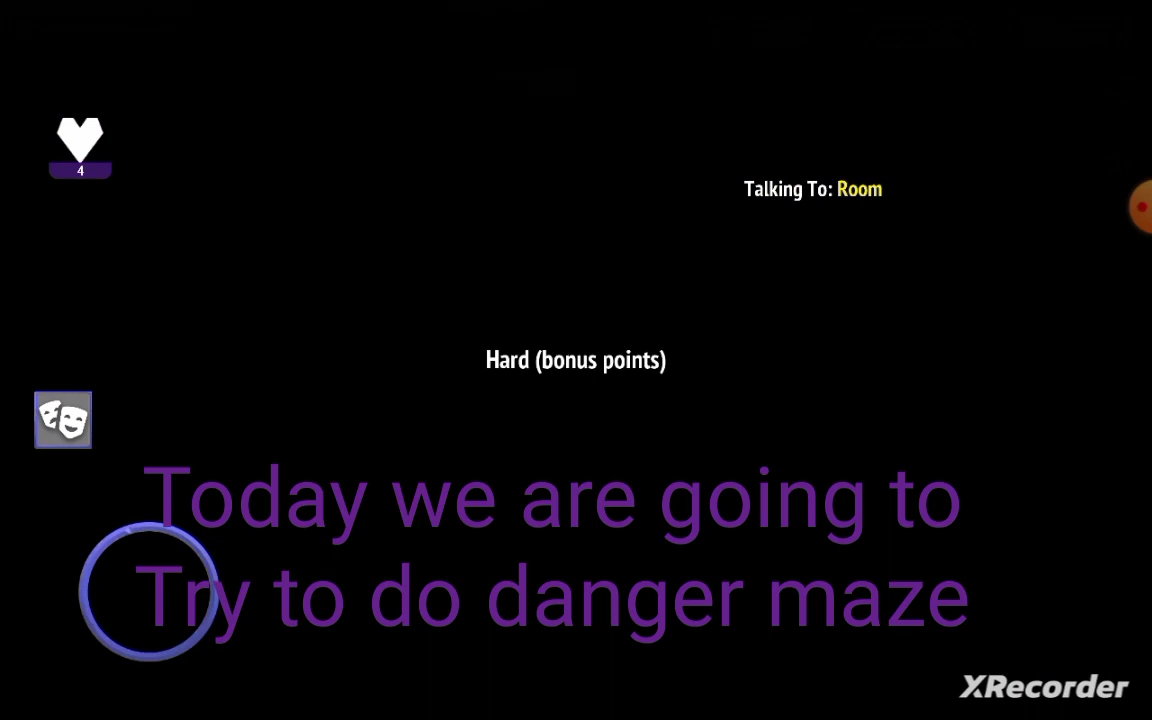 4
Talking To: Room
Hard (bonus points)
Today we are going to
Try to do danger maze
XRecorder